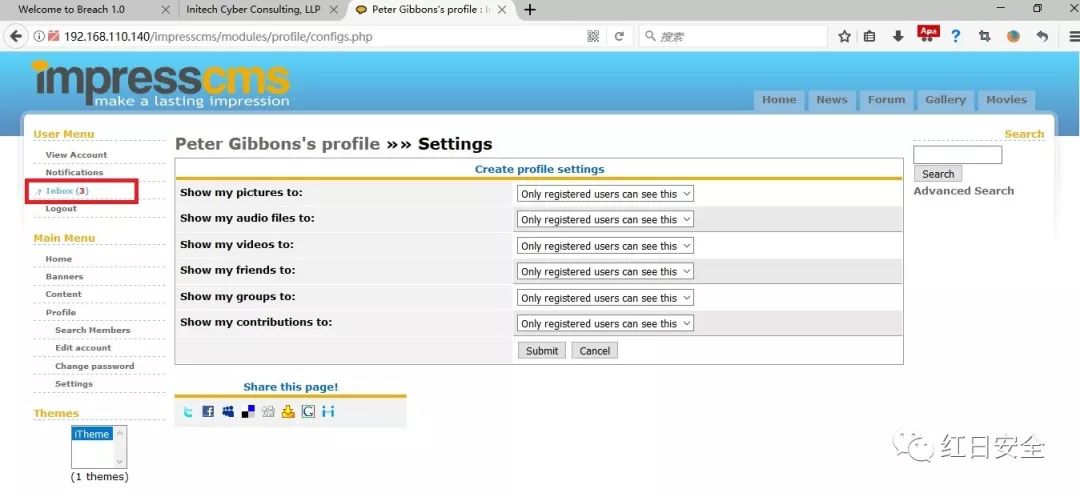 Welcome to Breach 1.0
Initech Cyber Consulting, LLP
Peter Gibbons's profile : I
192.168.110.140/impresscms/modules/profile/configs.php
搜索
Apa
impresscms
make a lasting impression
Home News Forum Gallery Movies
User Menu
View Account
Notifications
Inbox (3)
Logout
Main Menu
Home
Banners
Content
Profile
Search Members
Edit account
Change password
Settings
Themes
iTheme
(1 themes)
Peter Gibbons's profile »» Settings
Create profile settings
Show my pictures to: Only registered users can see this
Show my audio files to: Only registered users can see this
Show my videos to: Only registered users can see this
Show my friends to: Only registered users can see this
Show my groups to: Only registered users can see this
Show my contributions to: Only registered users can see this
Submit Cancel
Share this page!
Search
Search
Advanced Search
红日安全